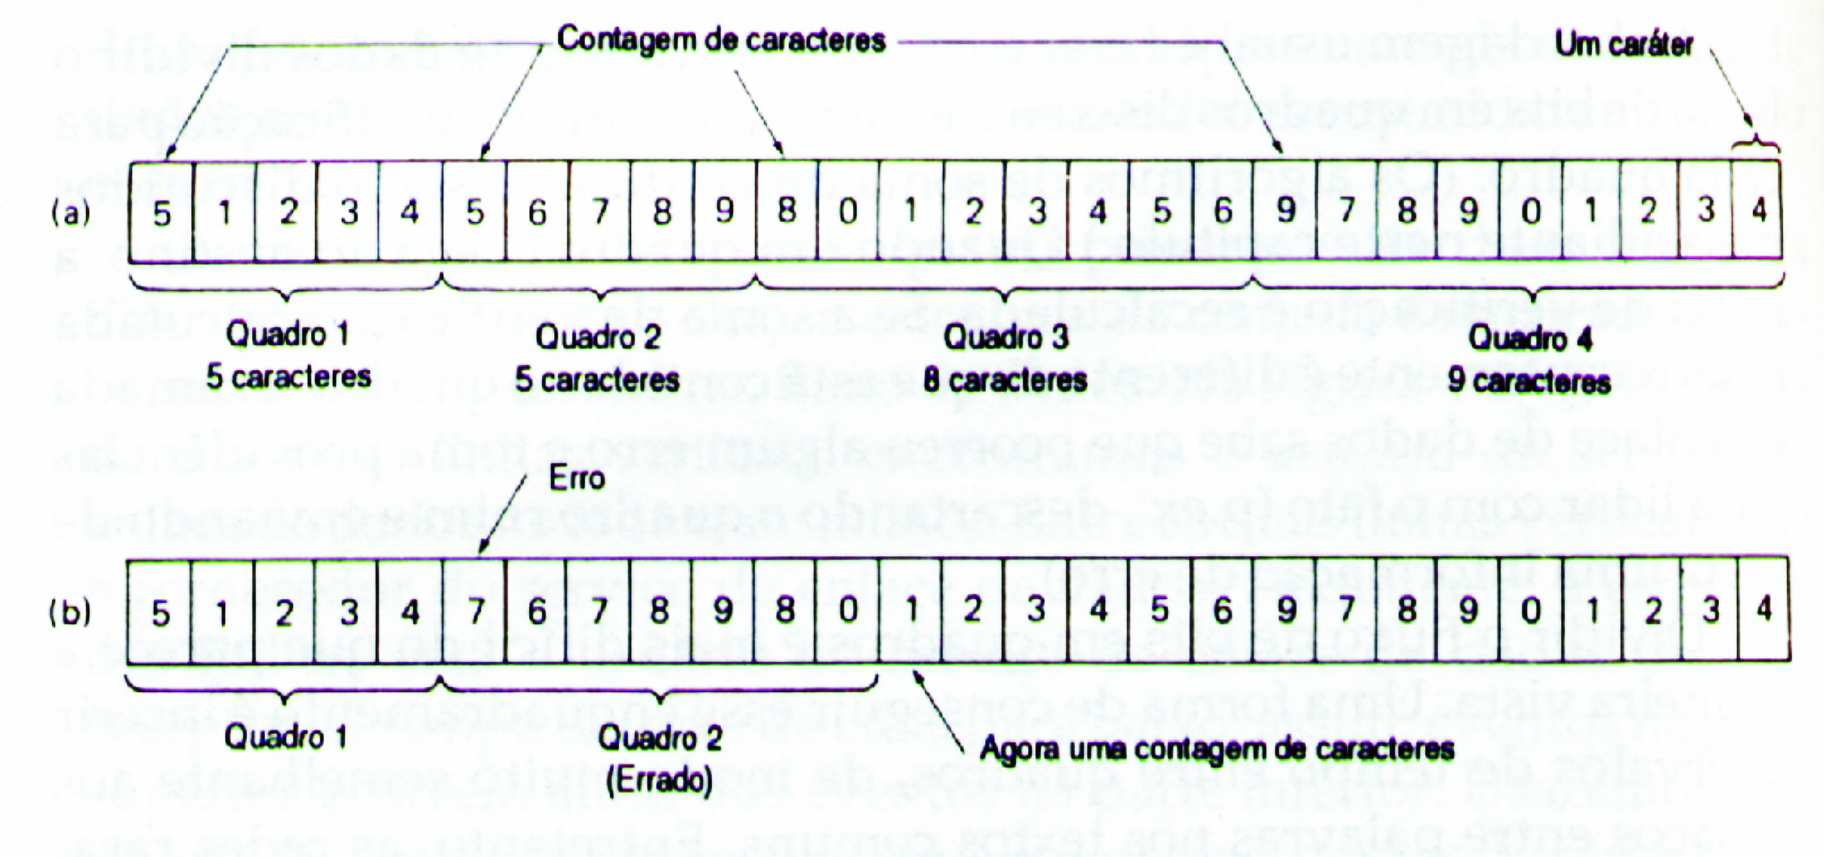 Contagem de caracteres Um caráter
(a) 5 1 2 3 4 5 6 7 8 9 8 0 1 2 3 4 5 6 9 7 8 9 0 1 2 3 4
Quadro 1 Quadro 2 Quadro 3 Quadro 4
5 caracteres 5 caracteres 8 caracteres 9 caracteres
Erro
(b) 5 1 2 3 4 7 6 7 8 9 8 0 1 2 3 4 5 6 9 7 8 9 0 1 2 3 4
Quadro 1 Quadro 2 Agora uma contagem de caracteres
(Errado)